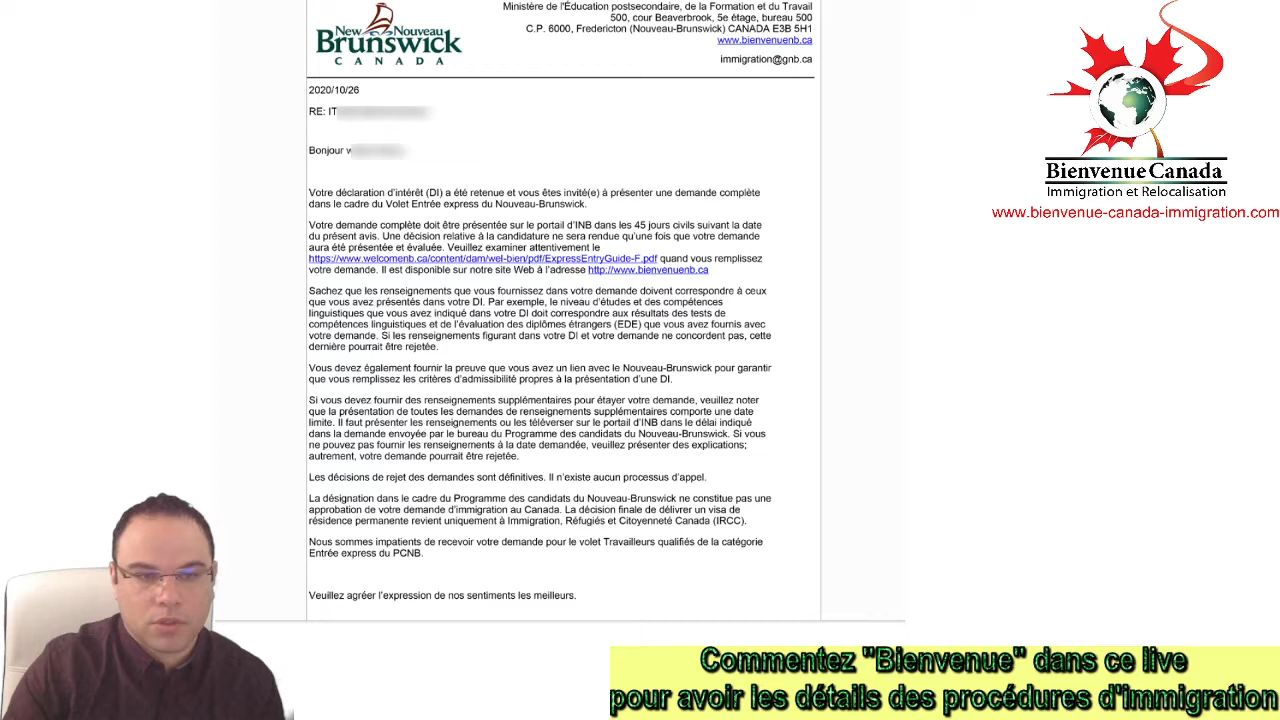 New Nouveau
Brunswick
CANADA
Ministère de l'Éducation postsecondaire, de la Formation et du Travail
500, cour Beaverbrook, 5e étage, bureau 500
C.P. 6000, Fredericton (Nouveau-Brunswick) CANADA E3B 5H1
www.bienvenuenb.ca
immigration@gnb.ca
2020/10/26
RE: IT
Bonjour
Votre déclaration d'intérêt (DI) a été retenue et vous êtes invité(e) à présenter une demande complète
dans le cadre du Volet Entrée express du Nouveau-Brunswick.
Votre demande complète doit être présentée sur le portail d'INB dans les 45 jours civils suivant la date
du présent avis. Une décision relative à la candidature ne sera rendue qu'une fois que votre demande
aura été présentée et évaluée. Veuillez examiner attentivement le
https://www.welcomenb.ca/content/dam/wel-bien/pdf/ExpressEntryGuide-F.pdf quand vous remplissez
votre demande. Il est disponible sur notre site Web à l'adresse http://www.bienvenuenb.ca
Sachez que les renseignements que vous fournissez dans votre demande doivent correspondre à ceux
que vous avez présentés dans votre DI. Par exemple, le niveau d'études et des compétences
linguistiques que vous avez indiqué dans votre DI doit correspondre aux résultats des tests de
compétences linguistiques et de l'évaluation des diplômes étrangers (EDE) que vous avez fournis avec
votre demande. Si les renseignements figurant dans votre DI et votre demande ne concordent pas, cette
dernière pourrait être rejetée.
Vous devez également fournir la preuve que vous avez un lien avec le Nouveau-Brunswick pour garantir
que vous remplissez les critères d'admissibilité propres à la présentation d'une DI.
Si vous devez fournir des renseignements supplémentaires pour étayer votre demande, veuillez noter
que la présentation de toutes les demandes de renseignements supplémentaires comporte une date
limite. Il faut présenter les renseignements ou les téléverser sur le portail d'INB dans le délai indiqué
dans la demande envoyée par le bureau du Programme des candidats du Nouveau-Brunswick. Si vous
ne pouvez pas fournir les renseignements à la date demandée, veuillez présenter des explications;
autrement, votre demande pourrait être rejetée.
Les décisions de rejet des demandes sont définitives. Il n'existe aucun processus d'appel.
La désignation dans le cadre du Programme des candidats du Nouveau-Brunswick ne constitue pas une
approbation de votre demande d'immigration au Canada. La décision finale de délivrer un visa de
résidence permanente revient uniquement à Immigration, Réfugiés et Citoyenneté Canada (IRCC).
Nous sommes impatients de recevoir votre demande pour le volet Travailleurs qualifiés de la catégorie
Entrée express du PCNB.
Veuillez agréer l'expression de nos sentiments les meilleurs.
Bienvenue Canada
Immigration et Relocalisation
www.bienvenue-canada-immigration.com
Commentez "Bienvenue" dans ce live
pour avoir les détails des procédures d'immigration